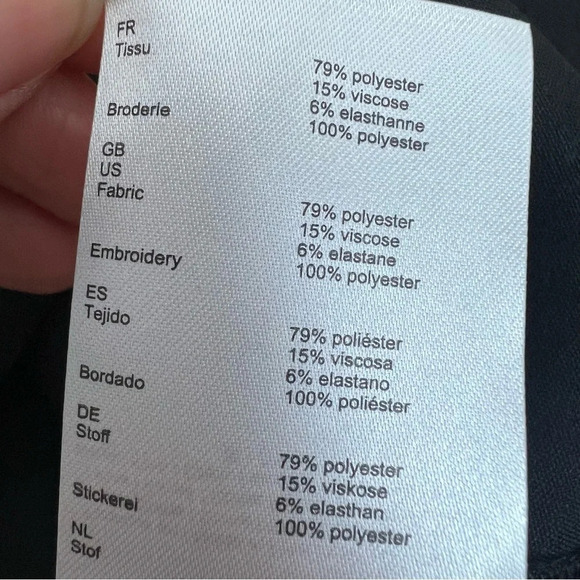 FR
Tissu
79% polyester
15% viscose
6% elasthanne
Broderie
100% polyester
GB
US
Fabric
79% polyester
15% viscose
6% elastane
Embroidery
100% polyester
ES
Tejido
79% poliéster
15% viscosa
6% elastano
Bordado
100% poliéster
DE
Stoff
79% polyester
15% viskose
6% elasthan
Stickerei
100% polyester
NL
Stof